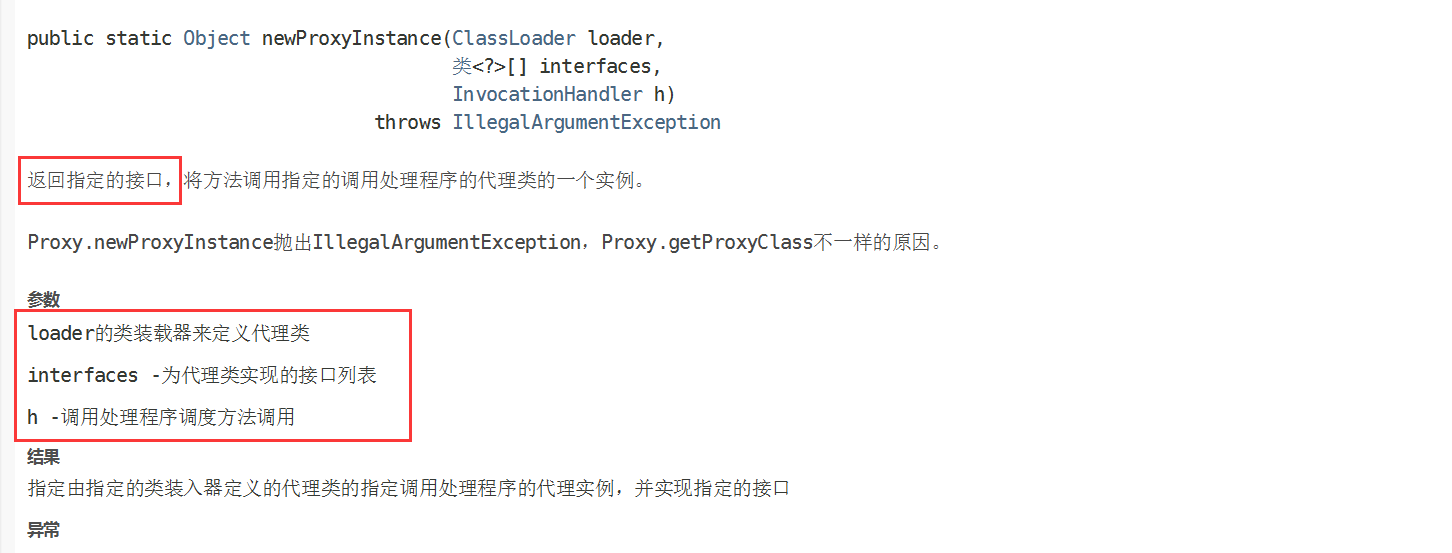 public static Object newProxyInstance(ClassLoader loader,
类<?>[] interfaces,
InvocationHandler h)
throws IllegalArgumentException
返回指定的接口，将方法调用指定的调用处理程序的代理类的一个实例。
Proxy.newProxyInstance抛出IllegalArgumentException，Proxy.getProxyClass不一样的原因。
参数
loader的类装载器来定义代理类
interfaces -为代理类实现的接口列表
h -调用处理程序调度方法调用
结果
指定由指定的类装入器定义的代理类的指定调用处理程序的代理实例，并实现指定的接口
异常